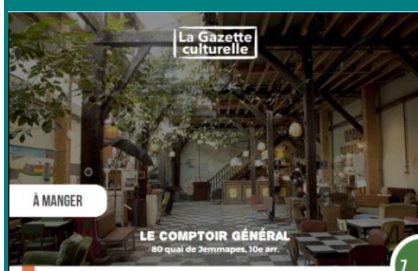 La Gazette
culturelle
À MANGER
LE COMPTOIR GÉNÉRAL
80 quai de Jemmapes, 10e arr.
7